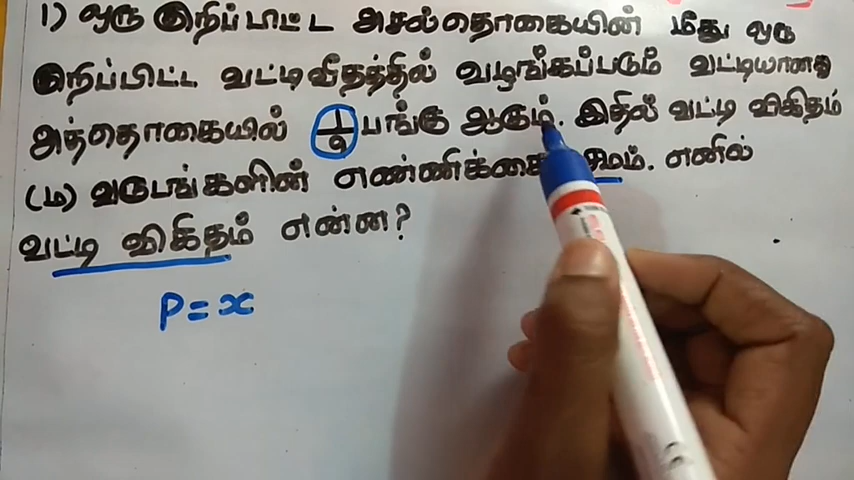 1) ஒரு குறிப்பிட்ட அசல்தொகையின் மீது ஒரு
குறிப்பிட்ட வட்டிவீதத்தில் வழங்கப்படும் வட்டியானது
அத்தொகையில் 1/9 பங்கு ஆகும். இதில் வட்டி விகிதம்
(ம) வருடங்களின் எண்ணிக்கை சமம். எனில்
வட்டி விகிதம் என்ன?
P = x